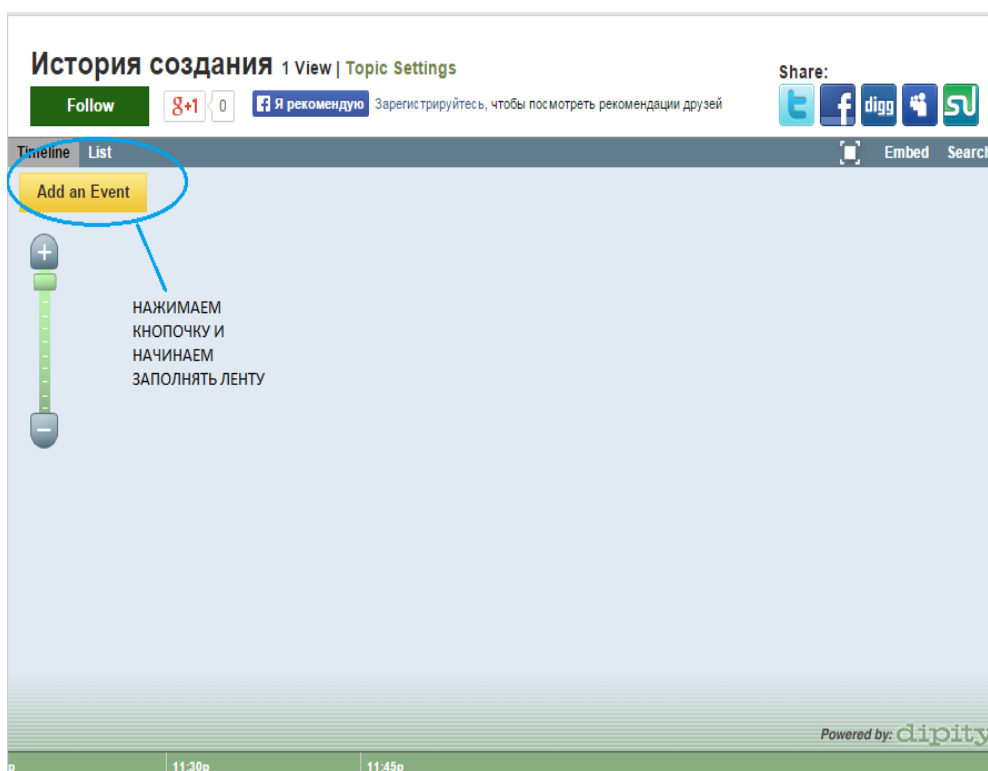 История создания 1 View | Topic Settings
Share:
Follow
g+1 0
f Я рекомендую Зарегистрируйтесь, чтобы посмотреть рекомендации друзей
digg
Timeline List
Embed Search
Add an Event
НАЖИМАЕМ
КНОПОЧКУ И
НАЧИНАЕМ
ЗАПОЛНЯТЬ ЛЕНТУ
Powered by: dipity
p 11:30p 11:45p